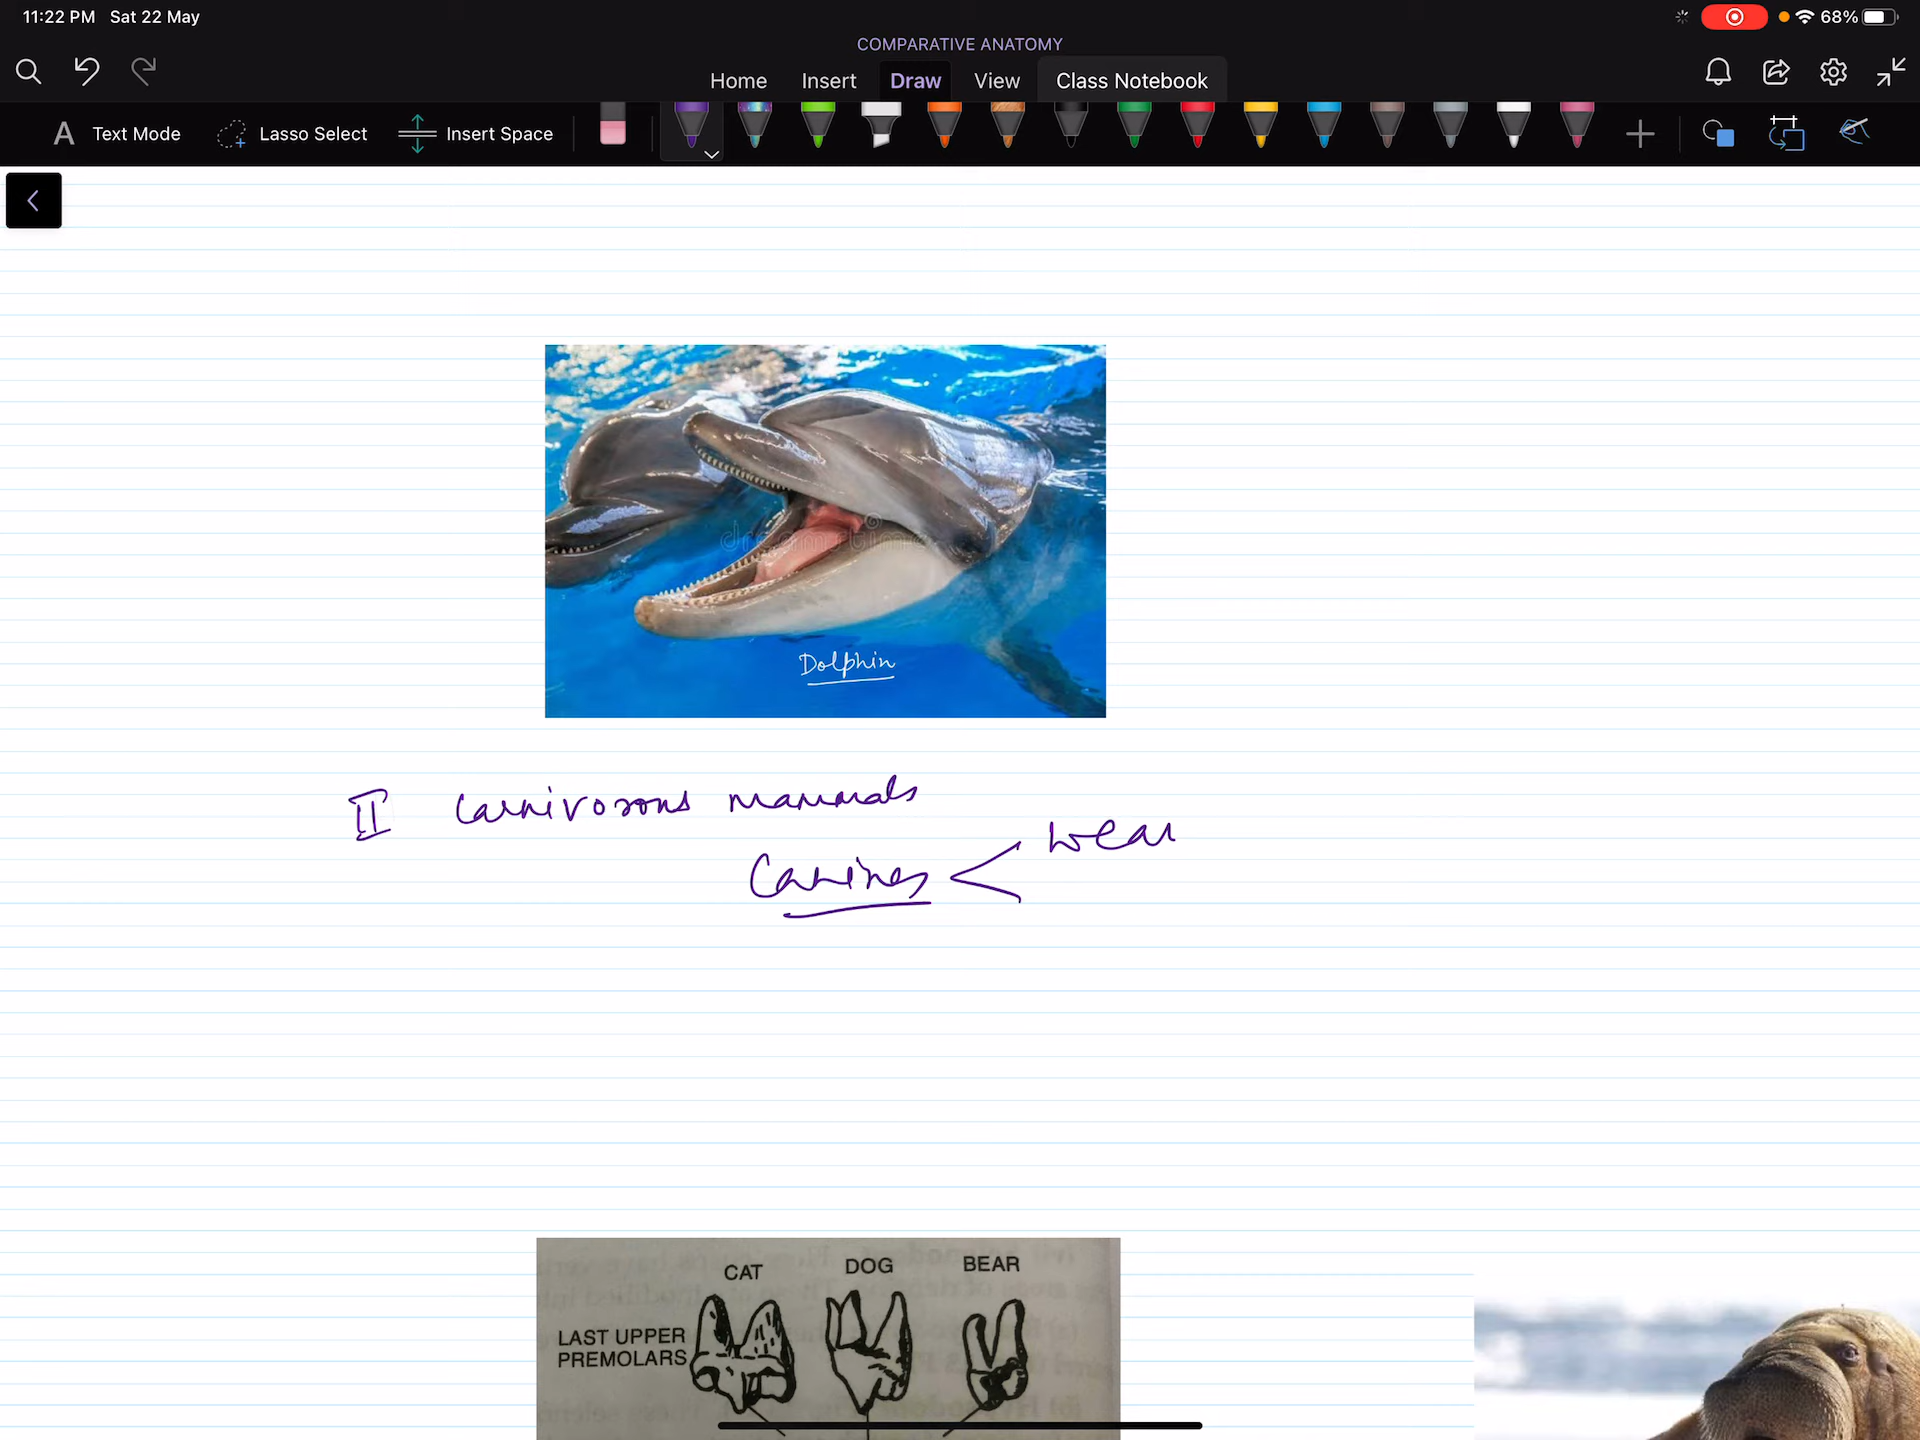 11:22 PM Sat 22 May
68%
COMPARATIVE ANATOMY
Home Insert Draw View Class Notebook
A Text Mode Lasso Select Insert Space
dreamstime
Dolphin
II Carnivorous mammals
Canines < wear
CAT DOG BEAR
LAST UPPER
PREMOLARS